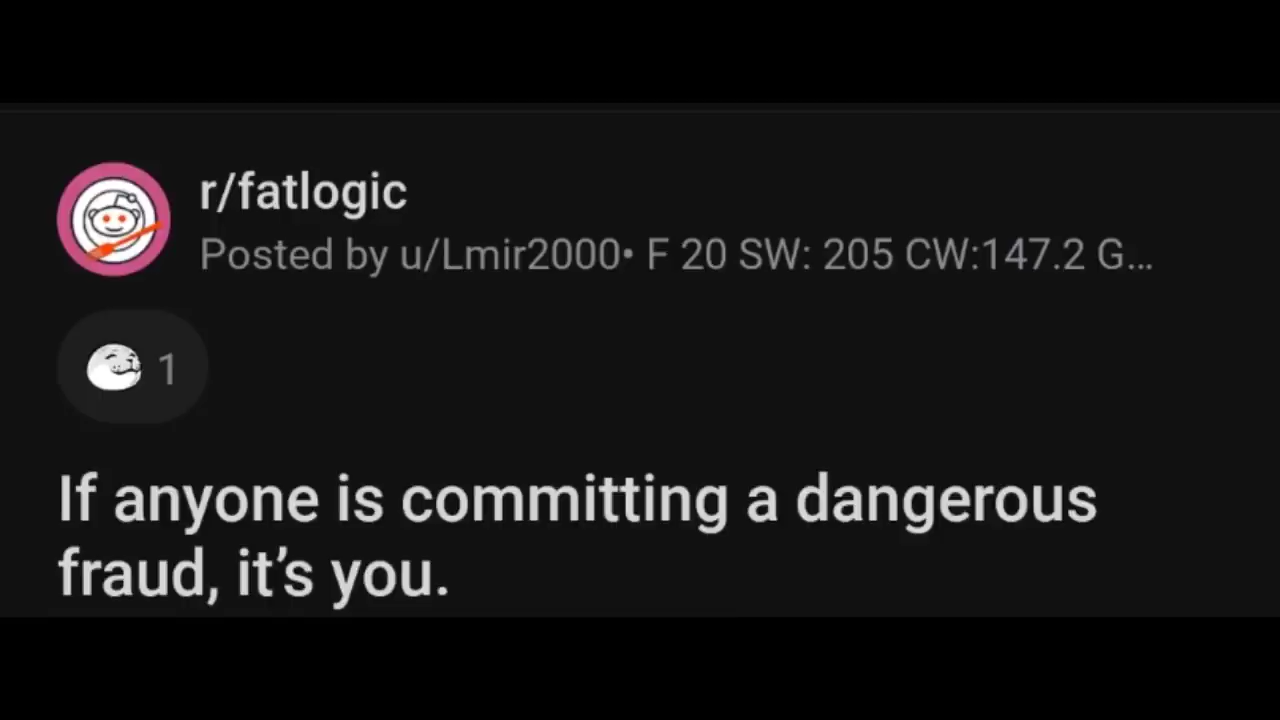 r/fatlogic
Posted by u/Lmir2000• F 20 SW: 205 CW:147.2 G...
1
If anyone is committing a dangerous
fraud, it’s you.